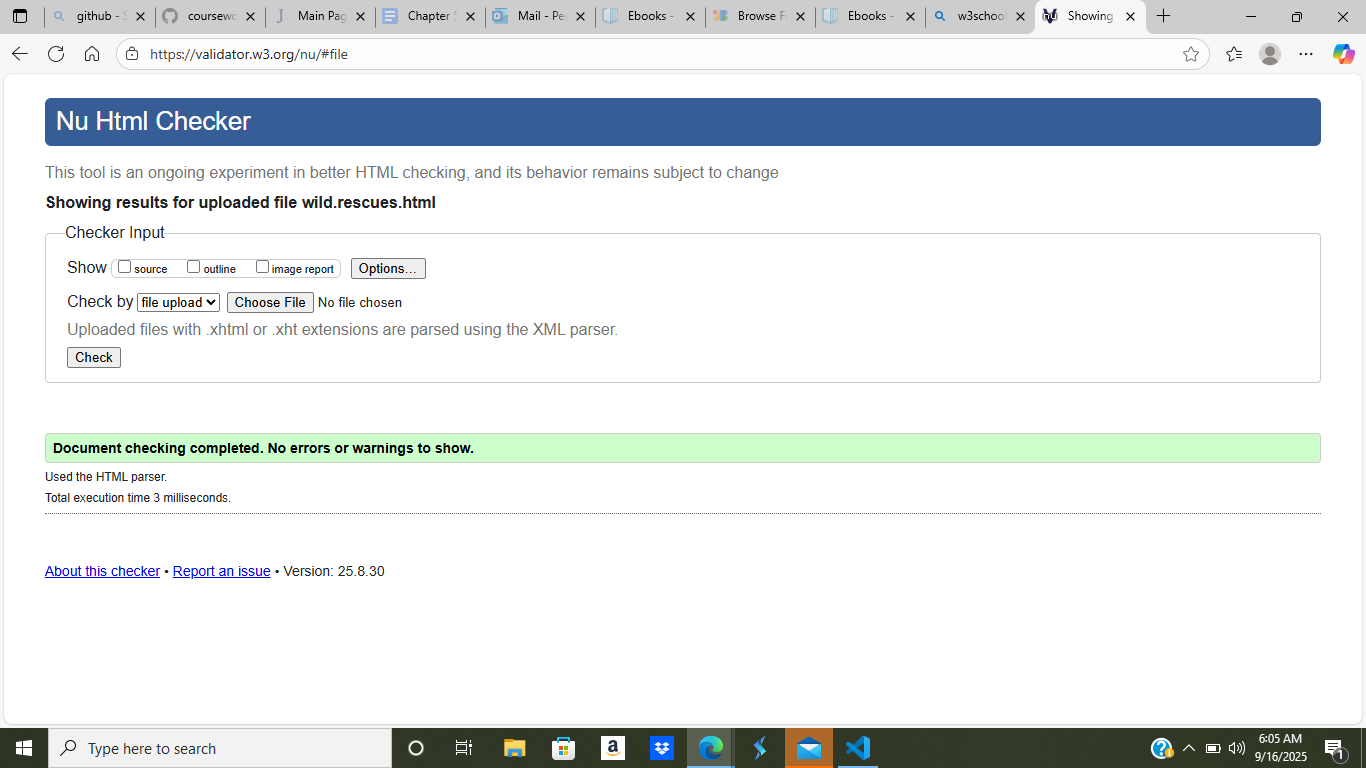 github - S
coursewo
Main Pag
Chapter 5
Mail - Pe
Ebooks -
Browse F
Ebooks -
w3schoo
Showing
https://validator.w3.org/nu/#file
Nu Html Checker
This tool is an ongoing experiment in better HTML checking, and its behavior remains subject to change
Showing results for uploaded file wild.rescues.html
Checker Input
Show source outline image report Options...
Check by file upload Choose File No file chosen
Uploaded files with .xhtml or .xht extensions are parsed using the XML parser.
Check
Document checking completed. No errors or warnings to show.
Used the HTML parser.
Total execution time 3 milliseconds.
About this checker • Report an issue • Version: 25.8.30
Type here to search
6:05 AM
9/16/2025
1